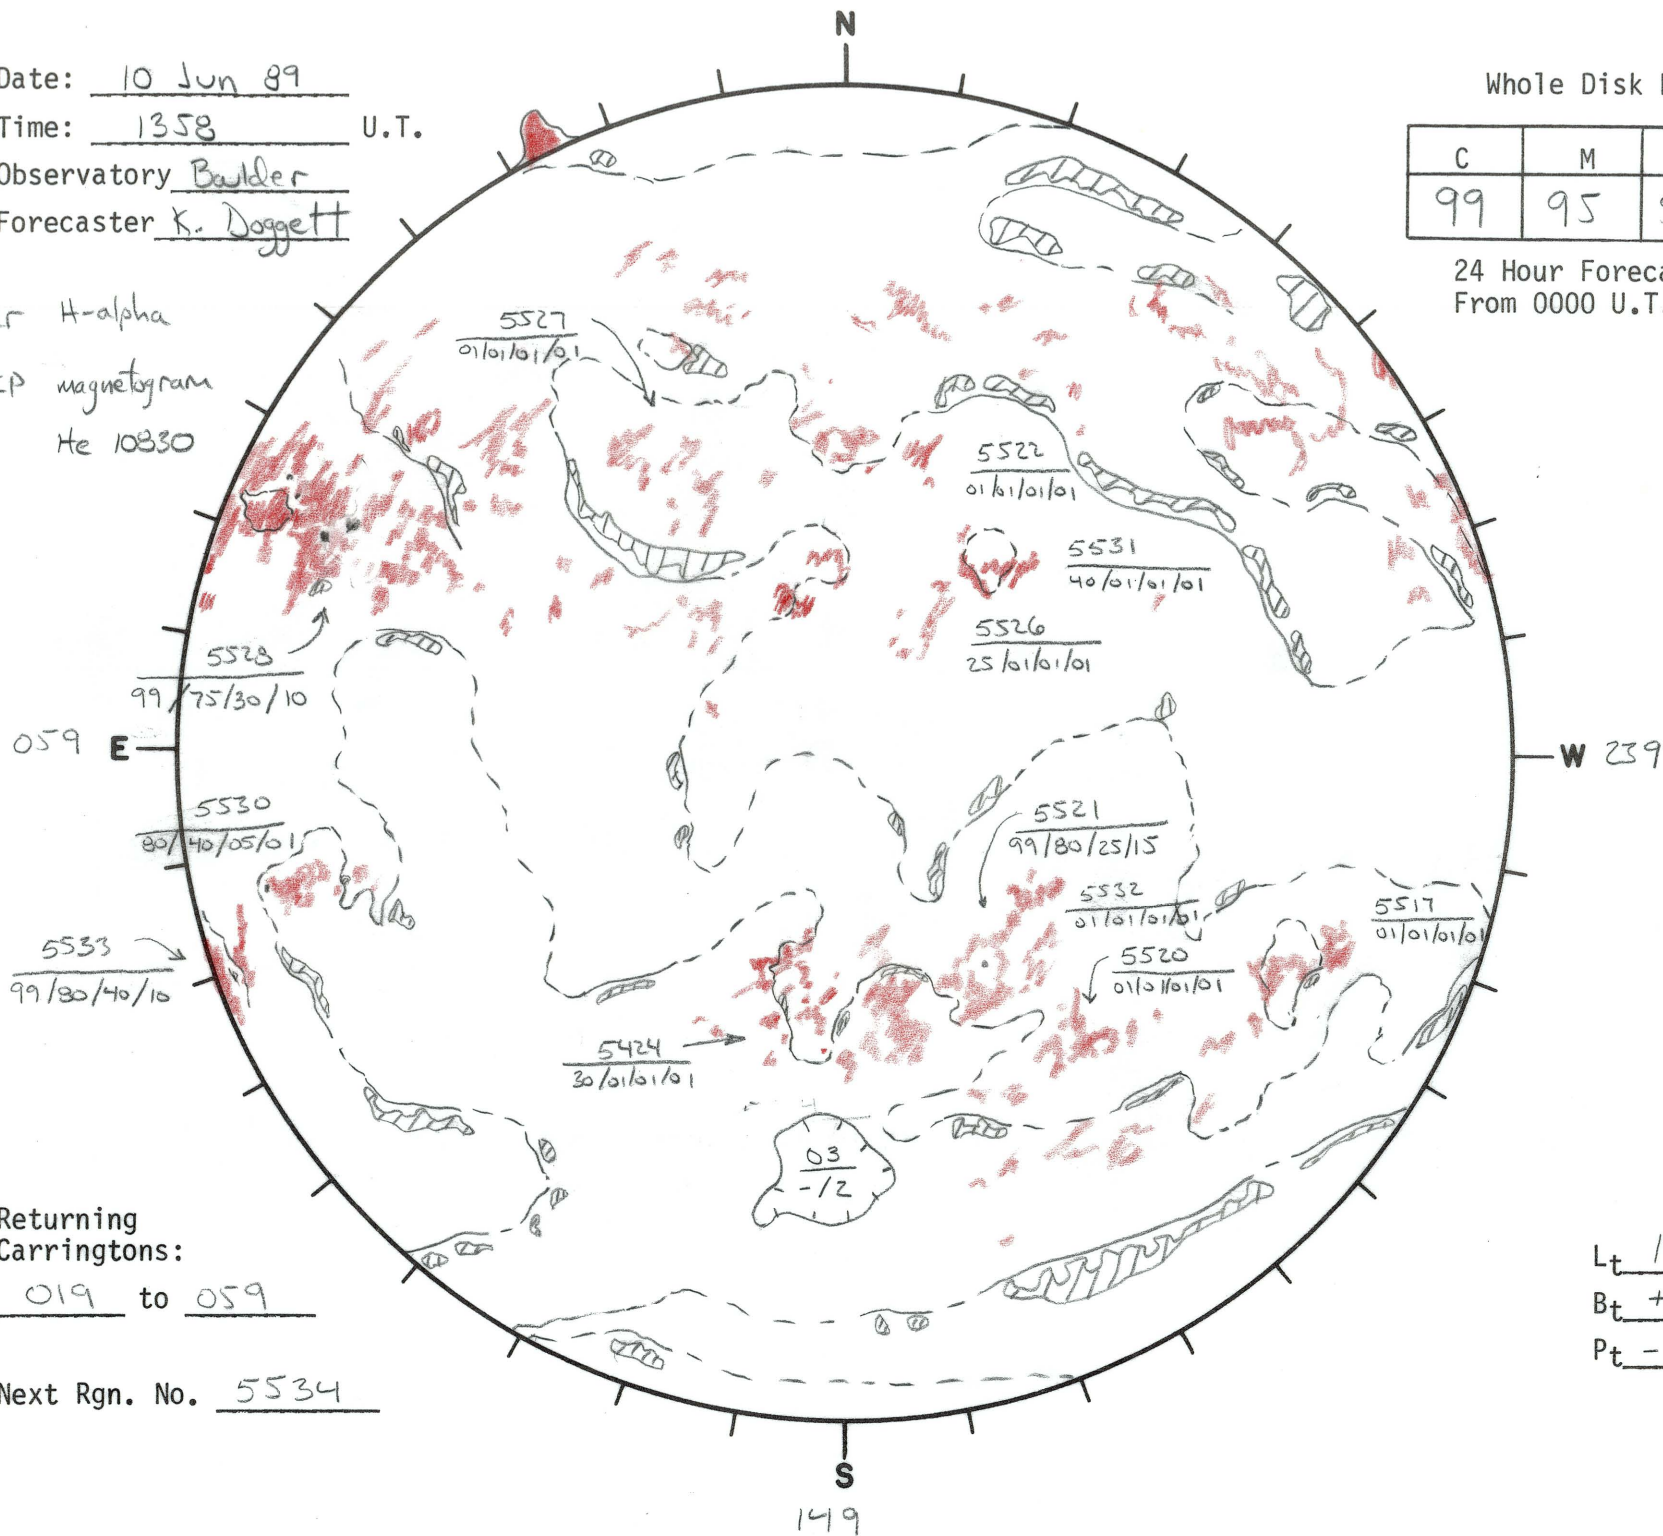 N
Date: 10 Jun 89
Time: 1358 U.T.
Observatory Boulder
Forecaster K. Doggett
H-alpha
magnetogram
He 10830
Whole Disk
C M
99 95
24 Hour Foreca
From 0000 U.T.
5527
01/01/01/01
5522
01/01/01/01
5531
40/01/01/01
5526
25/01/01/01
5528
99/75/30/10
059 E
W 239
5530
80/40/05/01
5521
99/80/25/15
5532
01/01/01/01
5517
01/01/01/01
5533
99/80/40/10
5520
01/01/01/01
5424
30/01/01/01
03
-/2
Returning
Carringtons:
019 to 059
Next Rgn. No. 5534
Lt 1
Bt +
Pt -
S
149